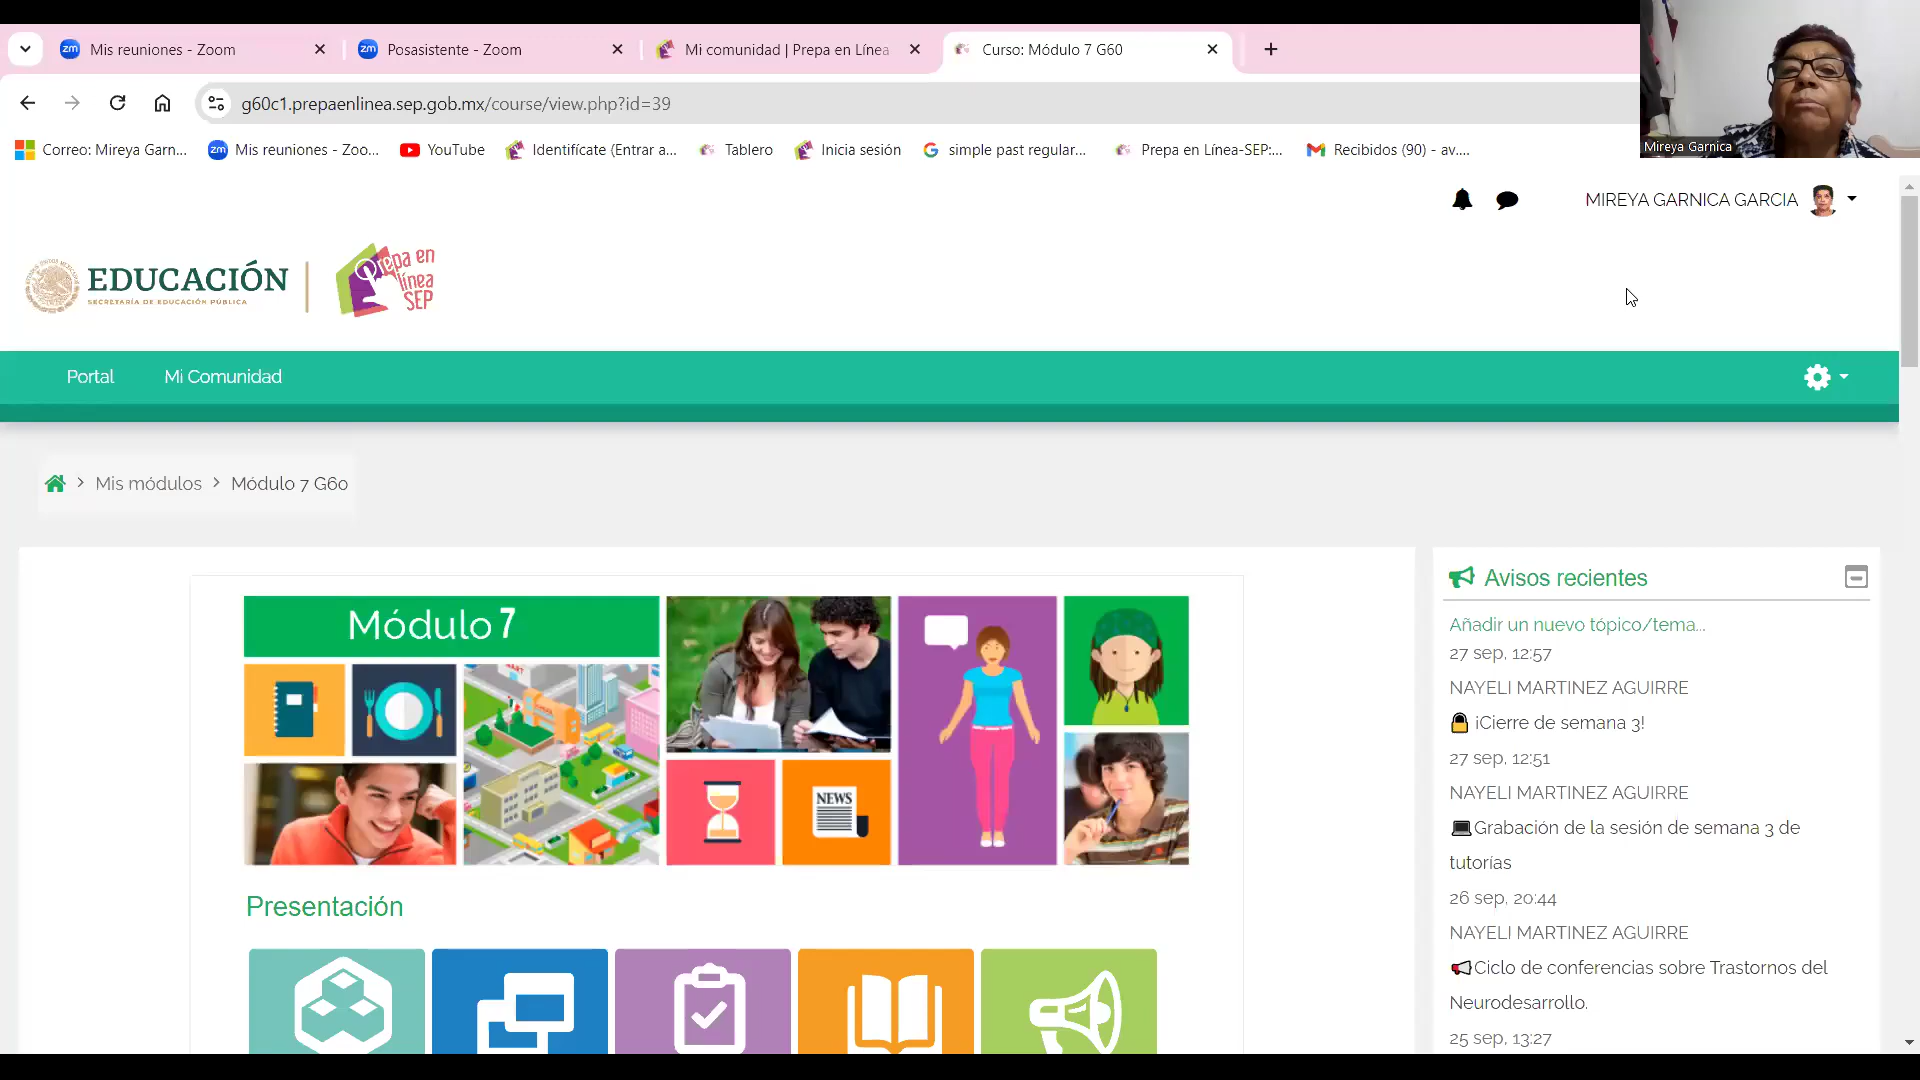 Mis reuniones - Zoom
Posasistente - Zoom
Mi comunidad | Prepa en Línea
Curso: Módulo 7 G60
g60c1.prepaenlinea.sep.gob.mx/course/view.php?id=39
Correo: Mireya Garn...
Mis reuniones - Zoo...
YouTube
Identifícate (Entrar a...
Tablero
Inicia sesión
simple past regular...
Prepa en Línea-SEP:...
Recibidos (90) - av....
Mireya Garnica
MIREYA GARNICA GARCIA
EDUCACIÓN
SECRETARÍA DE EDUCACIÓN PÚBLICA
Prepa en
línea
SEP
Portal
Mi Comunidad
Mis módulos
Módulo 7 G60
Módulo 7
NEWS
Presentación
Avisos recientes
Añadir un nuevo tópico/tema...
27 sep, 12:57
NAYELI MARTINEZ AGUIRRE
¡Cierre de semana 3!
27 sep, 12:51
NAYELI MARTINEZ AGUIRRE
Grabación de la sesión de semana 3 de
tutorías
26 sep, 20:44
NAYELI MARTINEZ AGUIRRE
Ciclo de conferencias sobre Trastornos del
Neurodesarrollo.
25 sep, 13:27